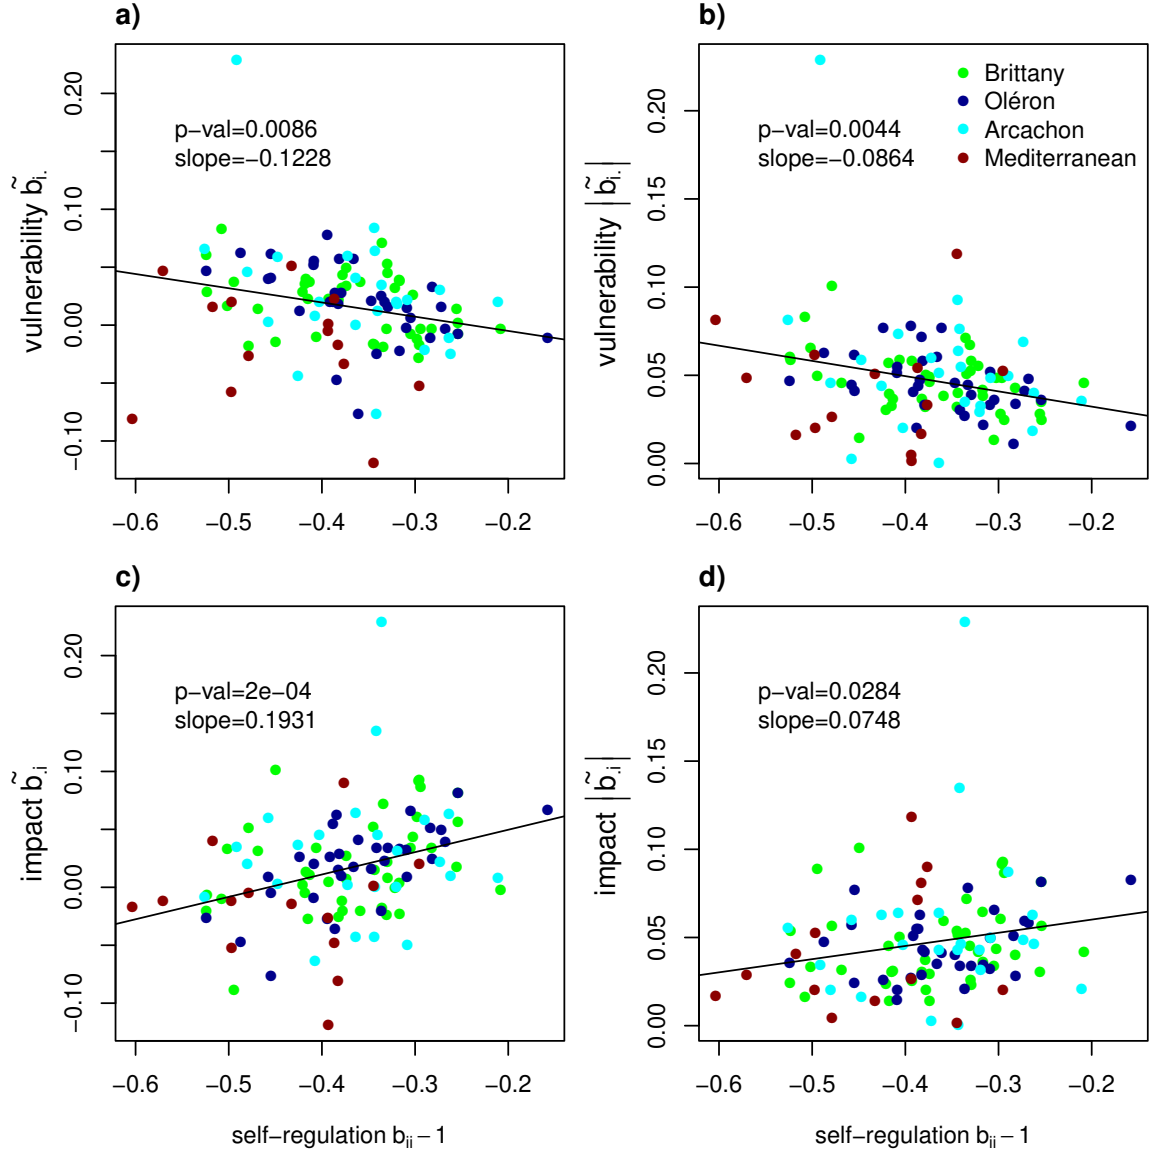 a)
vulnerability b̃i.
0.20
0.10
0.00
−0.10
p−val=0.0086
slope=−0.1228
−0.6 −0.5 −0.4 −0.3 −0.2
b)
vulnerability |b̃i.|
0.20
0.15
0.10
0.05
0.00
p−val=0.0044
slope=−0.0864
Brittany
Oléron
Arcachon
Mediterranean
−0.6 −0.5 −0.4 −0.3 −0.2
c)
impact b̃.i
0.20
0.10
0.00
−0.10
p−val=2e−04
slope=0.1931
−0.6 −0.5 −0.4 −0.3 −0.2
self−regulation bii − 1
d)
impact |b̃.i|
0.20
0.15
0.10
0.05
0.00
p−val=0.0284
slope=0.0748
−0.6 −0.5 −0.4 −0.3 −0.2
self−regulation bii − 1